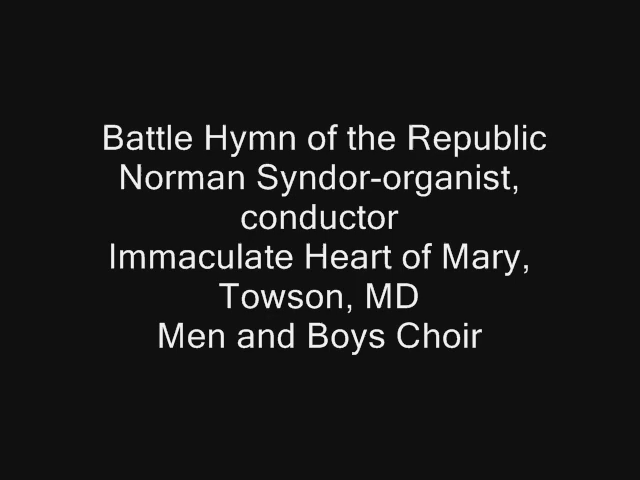 Battle Hymn of the Republic
Norman Syndor-organist,
conductor
Immaculate Heart of Mary,
Towson, MD
Men and Boys Choir